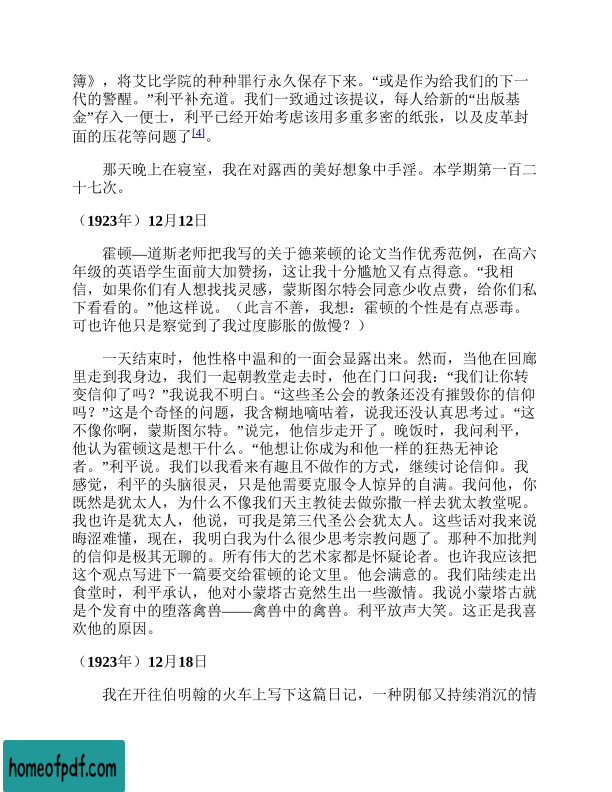 簿》，将艾比学院的种种罪行永久保存下来。“或是作为给我们的下一
代的警醒。”利平补充道。我们一致通过该提议，每人给新的“出版基
金”存入一便士，利平已经开始考虑该用多重多密的纸张，以及皮革封
面的压花等问题了[4]。
那天晚上在寝室，我在对露西的美好想象中手淫。本学期第一百二
十七次。
（1923年）12月12日
霍顿—道斯老师把我写的关于德莱顿的论文当作优秀范例，在高六
年级的英语学生面前大加赞扬，这让我十分尴尬又有点得意。“我相
信，如果你们有人想找找灵感，蒙斯图尔特会同意少收点费，给你们私
下看看的。”他这样说。（此言不善，我想：霍顿的个性是有点恶毒。
可也许他只是察觉到了我过度膨胀的傲慢？）
一天结束时，他性格中温和的一面会显露出来。然而，当他在回廊
里走到我身边，我们一起朝教堂走去时，他在门口问我：“我们让你转
变信仰了吗？”我说我不明白。“这些圣公会的教条还没有摧毁你的信仰
吗？”这是个奇怪的问题，我含糊地嘀咕着，说我还没认真思考过。“这
不像你啊，蒙斯图尔特。”说完，他信步走开了。晚饭时，我问利平，
他认为霍顿这是想干什么。“他想让你成为和他一样的狂热无神论
者。”利平说。我们以我看来有趣且不做作的方式，继续讨论信仰。我
感觉，利平的头脑很灵，只是他需要克服令人惊异的自满。我问他，你
既然是犹太人，为什么不像我们天主教徒去做弥撒一样去犹太教堂呢。
我也许是犹太人，他说，可我是第三代圣公会犹太人。这些话对我来说
晦涩难懂，现在，我明白我为什么很少思考宗教问题了。那种不加批判
的信仰是极其无聊的。所有伟大的艺术家都是怀疑论者。也许我应该把
这个观点写进下一篇要交给霍顿的论文里。他会满意的。我们陆续走出
食堂时，利平承认，他对小蒙塔古竟然生出一些激情。我说小蒙塔古就
是个发育中的堕落禽兽——禽兽中的禽兽。利平放声大笑。这正是我喜
欢他的原因。
（1923年）12月18日
我在开往伯明翰的火车上写下这篇日记，一种阴郁又持续消沉的情
homeofpdf.com